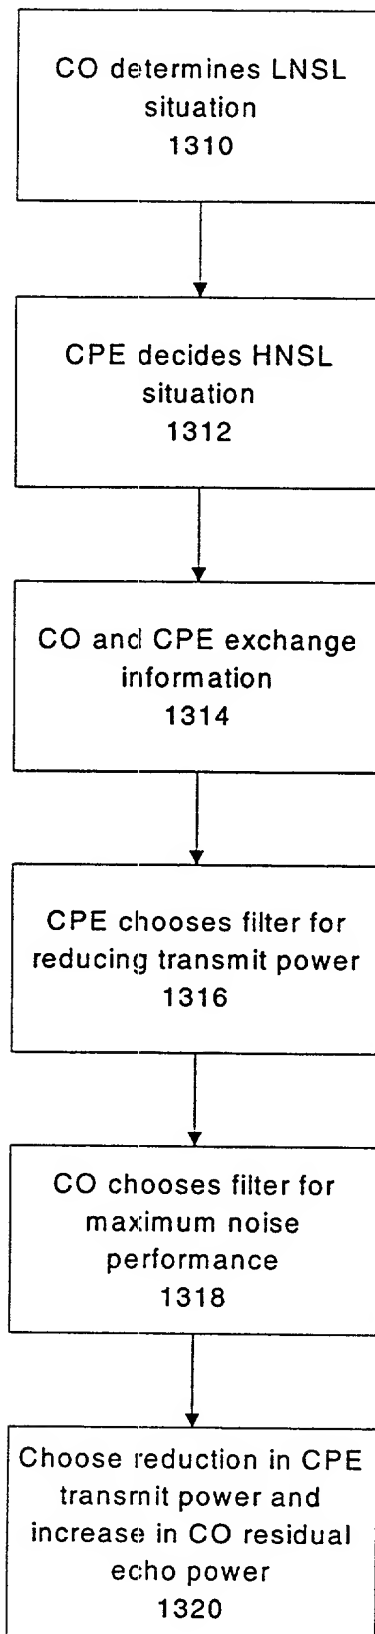 CO determines LNSL
situation
1310
CPE decides HNSL
situation
1312
CO and CPE exchange
information
1314
CPE chooses filter for
reducing transmit power
1316
CO chooses filter for
maximum noise
performance
1318
Choose reduction in CPE
transmit power and
increase in CO residual
echo power
1320